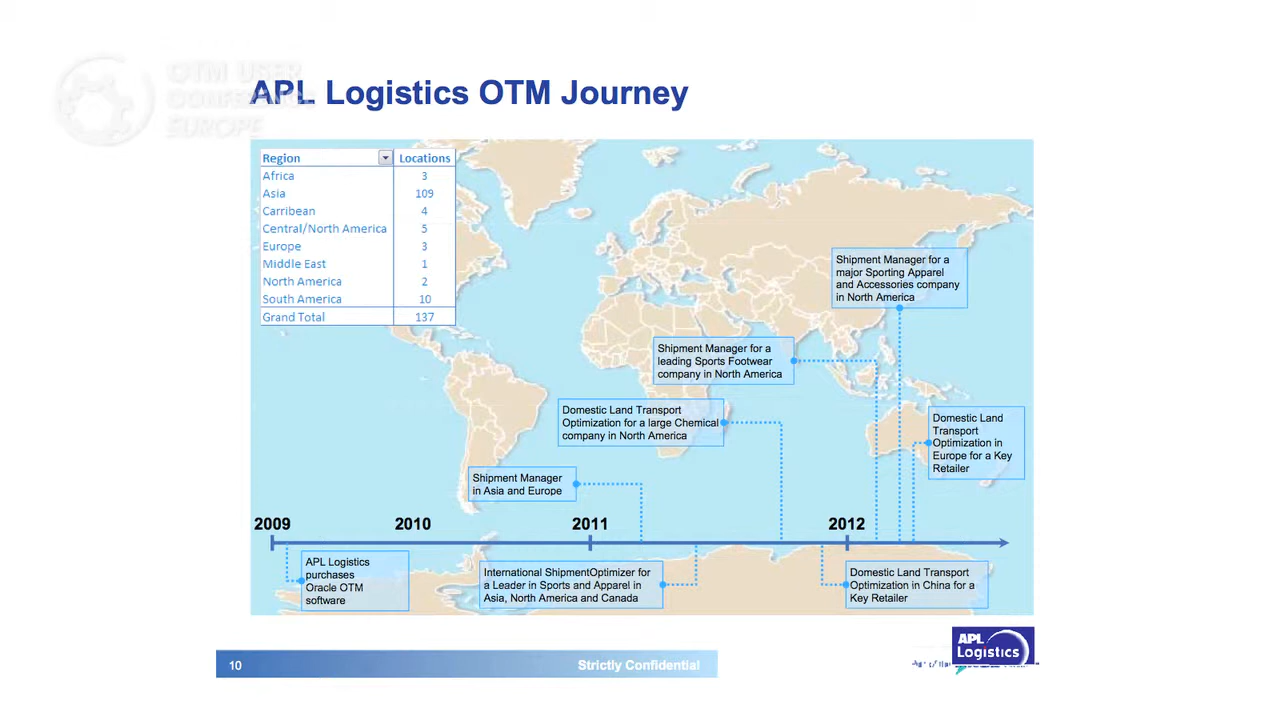 OTM USER
CONFERENCE
EUROPE
APL Logistics OTM Journey
Region Locations
Africa 3
Asia 109
Carribean 4
Central/North America 5
Europe 3
Middle East 1
North America 2
South America 10
Grand Total 137
Shipment Manager for a
major Sporting Apparel
and Accessories company
in North America
Shipment Manager for a
leading Sports Footwear
company in North America
Domestic Land Transport
Optimization for a large Chemical
company in North America
Domestic Land
Transport
Optimization in
Europe for a Key
Retailer
Shipment Manager
in Asia and Europe
2009 2010 2011 2012
APL Logistics
purchases
Oracle OTM
software
International ShipmentOptimizer for
a Leader in Sports and Apparel in
Asia, North America and Canada
Domestic Land Transport
Optimization in China for a
Key Retailer
10 Strictly Confidential
APL
Logistics